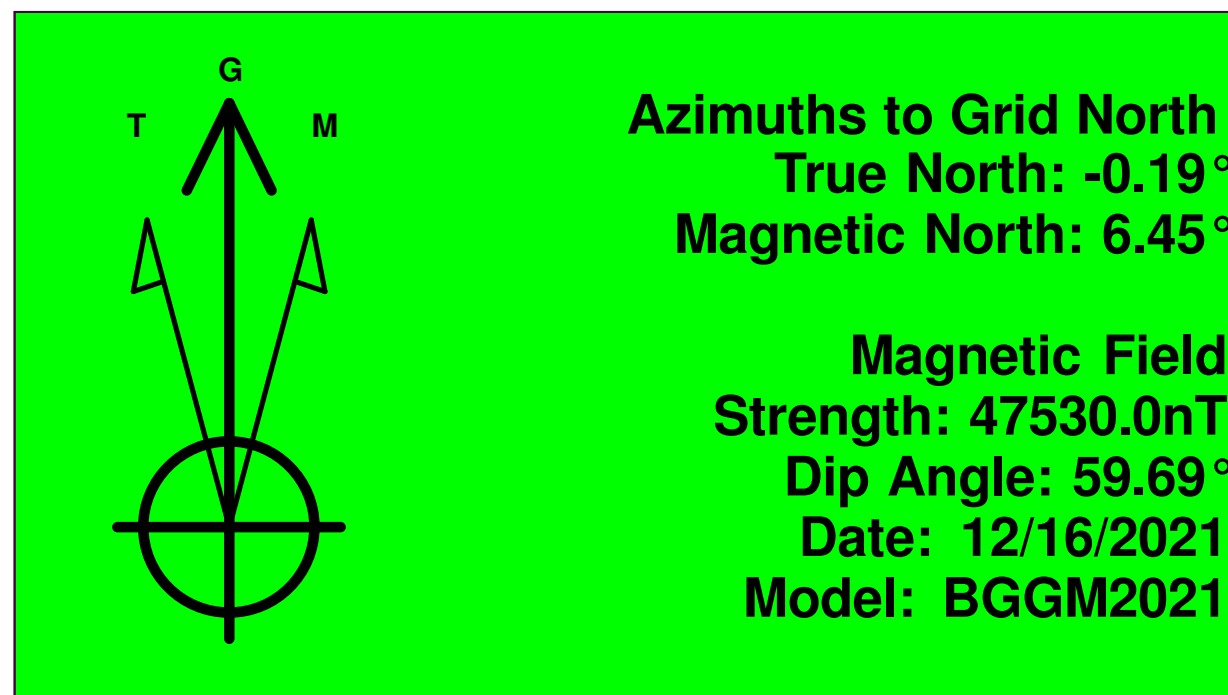 G
T
M
Azimuths to Grid North
True North: -0.19°
Magnetic North: 6.45°
Magnetic Field
Strength: 47530.0nT
Dip Angle: 59.69°
Date: 12/16/2021
Model: BGGM2021